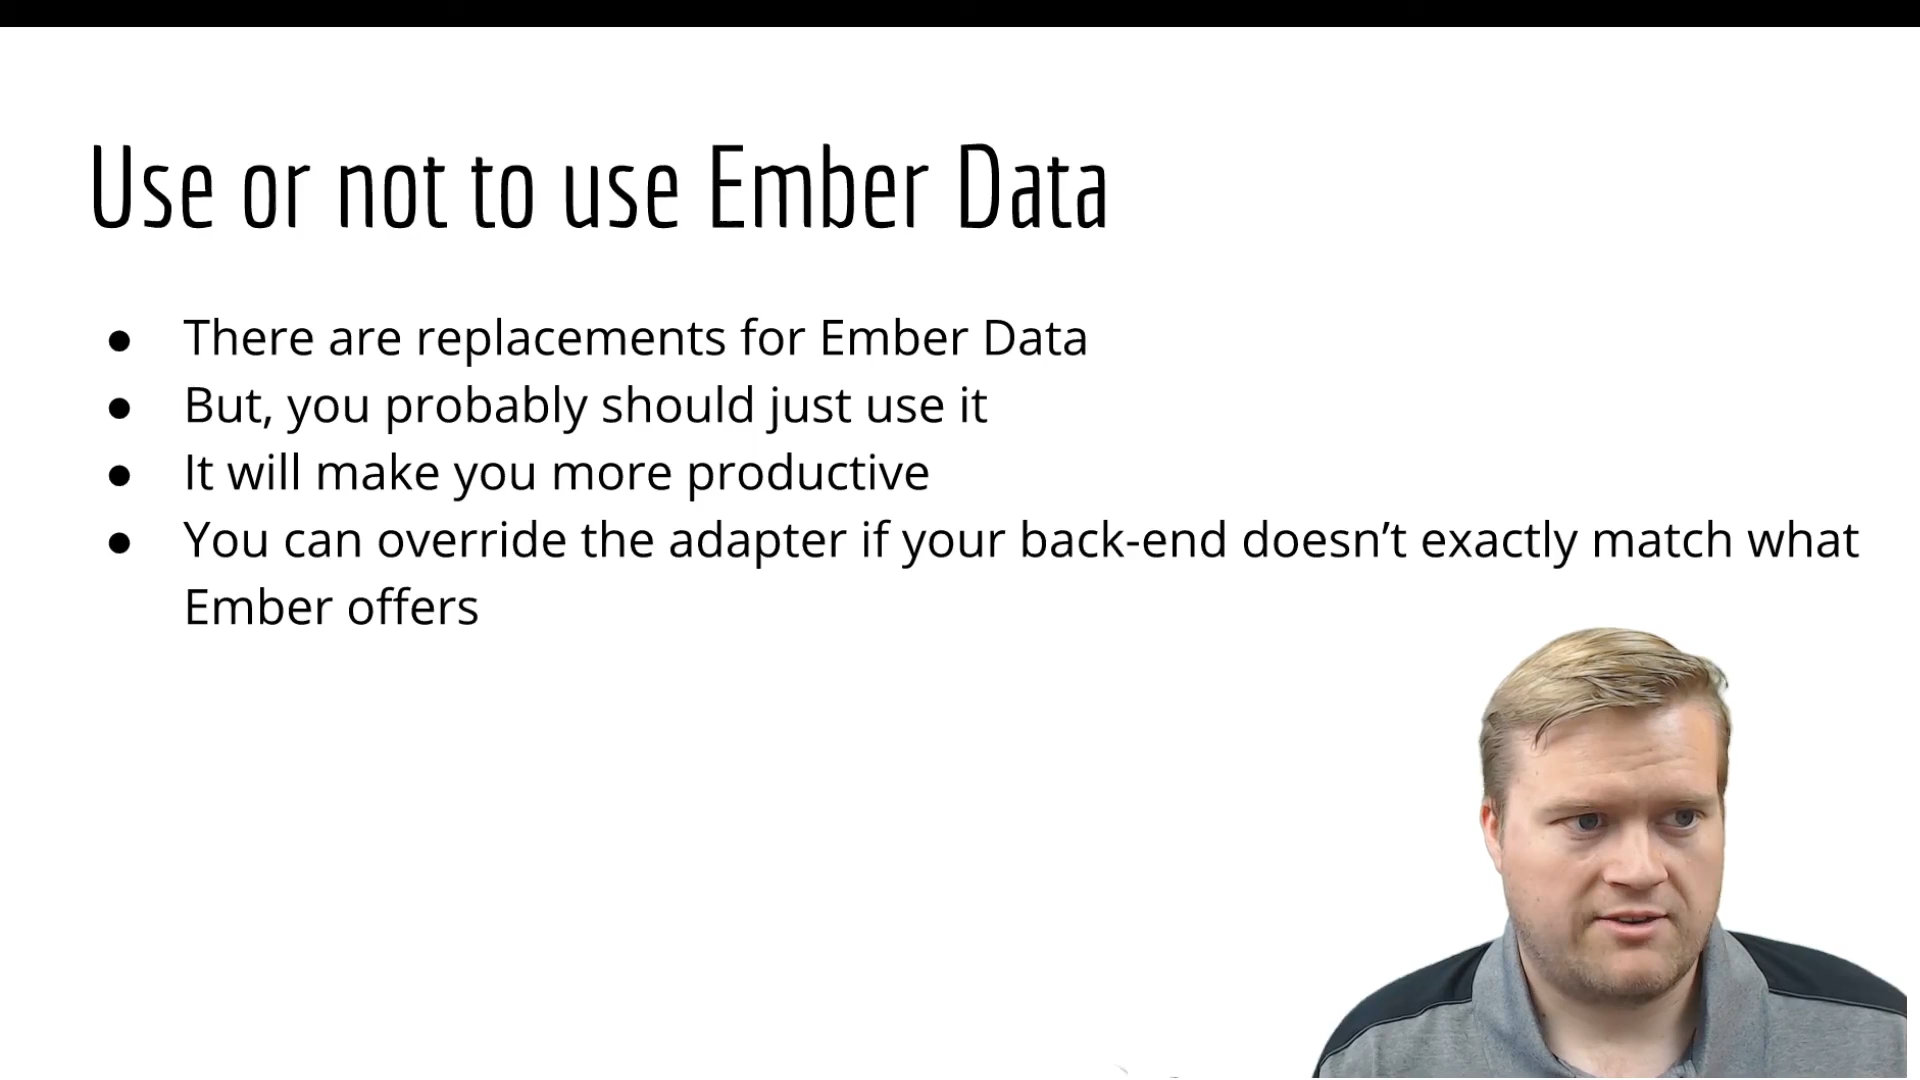 Use or not to use Ember Data
● There are replacements for Ember Data
● But, you probably should just use it
● It will make you more productive
● You can override the adapter if your back-end doesn’t exactly match what
Ember offers